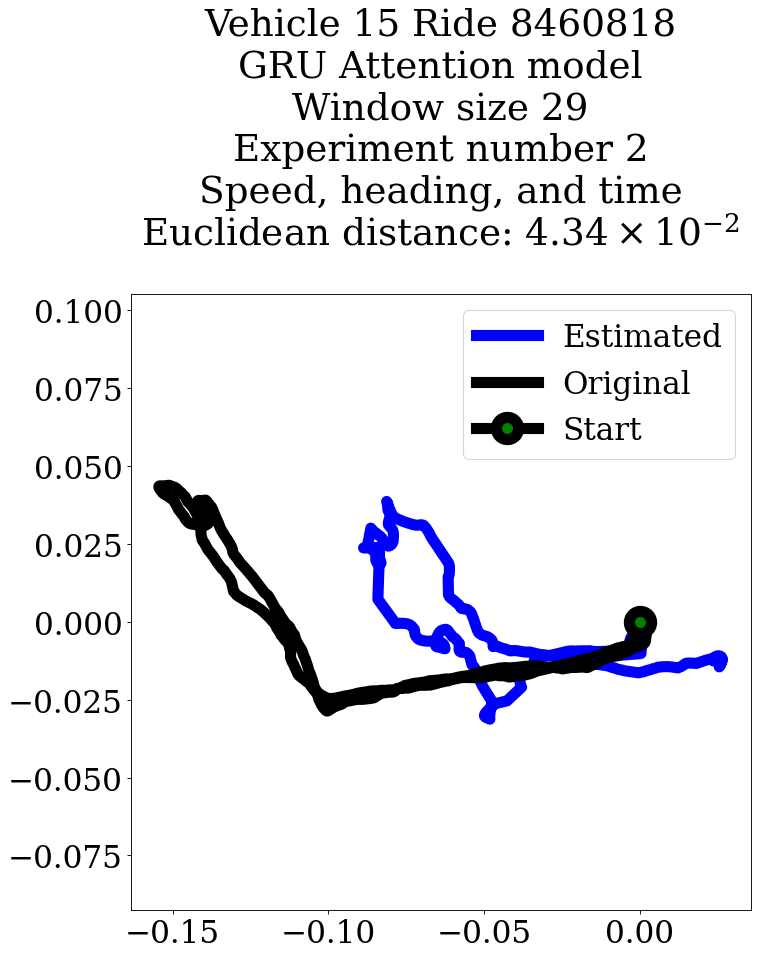 Vehicle 15 Ride 8460818
GRU Attention model
Window size 29
Experiment number 2
Speed, heading, and time
Euclidean distance: 4.34 × 10⁻²
Estimated
Original
Start
0.100
0.075
0.050
0.025
0.000
−0.025
−0.050
−0.075
−0.15 −0.10 −0.05 0.00